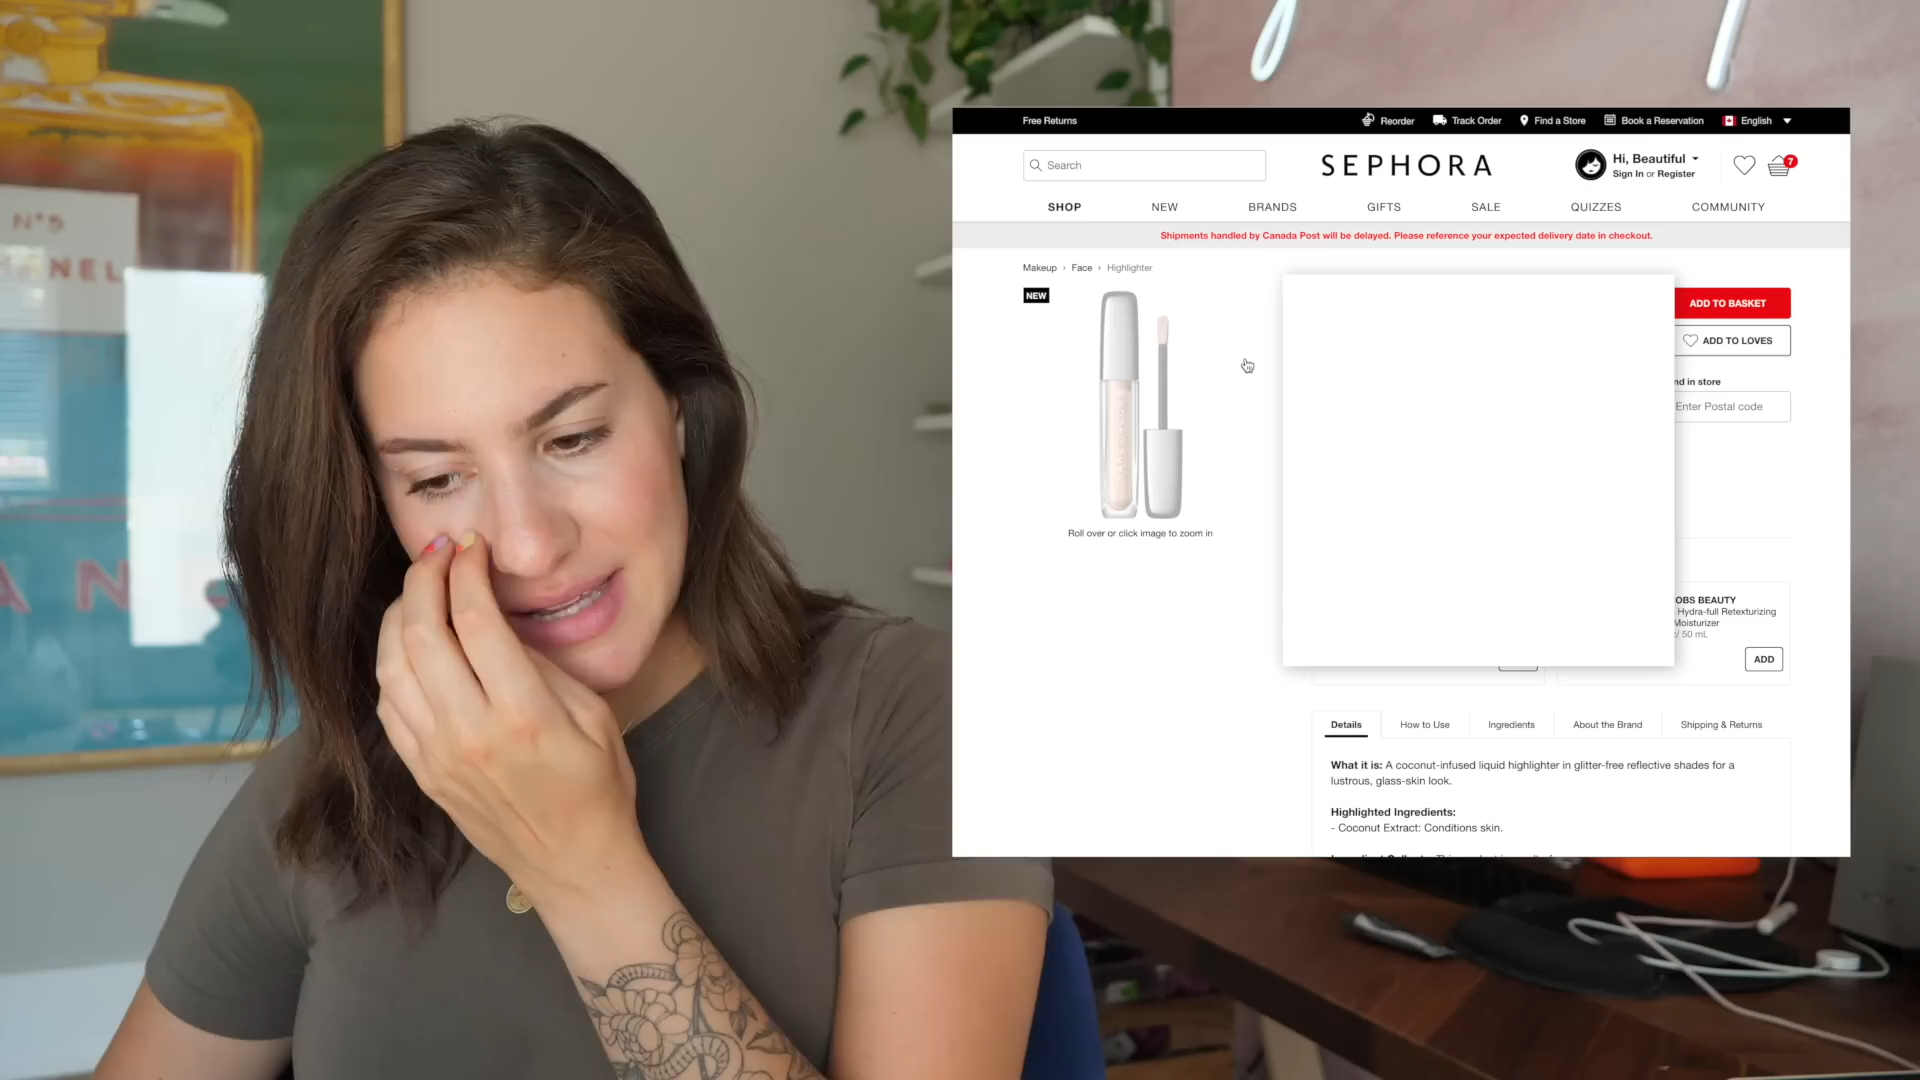 N°5
ANEL
AN
Free Returns
Reorder
Track Order
Find a Store
Book a Reservation
English
Search
SEPHORA
Hi, Beautiful
Sign In or Register
7
SHOP
NEW
BRANDS
GIFTS
SALE
QUIZZES
COMMUNITY
Shipments handled by Canada Post will be delayed. Please reference your expected delivery date in checkout.
Makeup › Face › Highlighter
NEW
ADD TO BASKET
ADD TO LOVES
nd in store
Enter Postal code
Roll over or click image to zoom in
OBS BEAUTY
Hydra-full Retexturizing
Moisturizer
/ 50 mL
ADD
Details
How to Use
Ingredients
About the Brand
Shipping & Returns
What it is: A coconut-infused liquid highlighter in glitter-free reflective shades for a
lustrous, glass-skin look.
Highlighted Ingredients:
- Coconut Extract: Conditions skin.